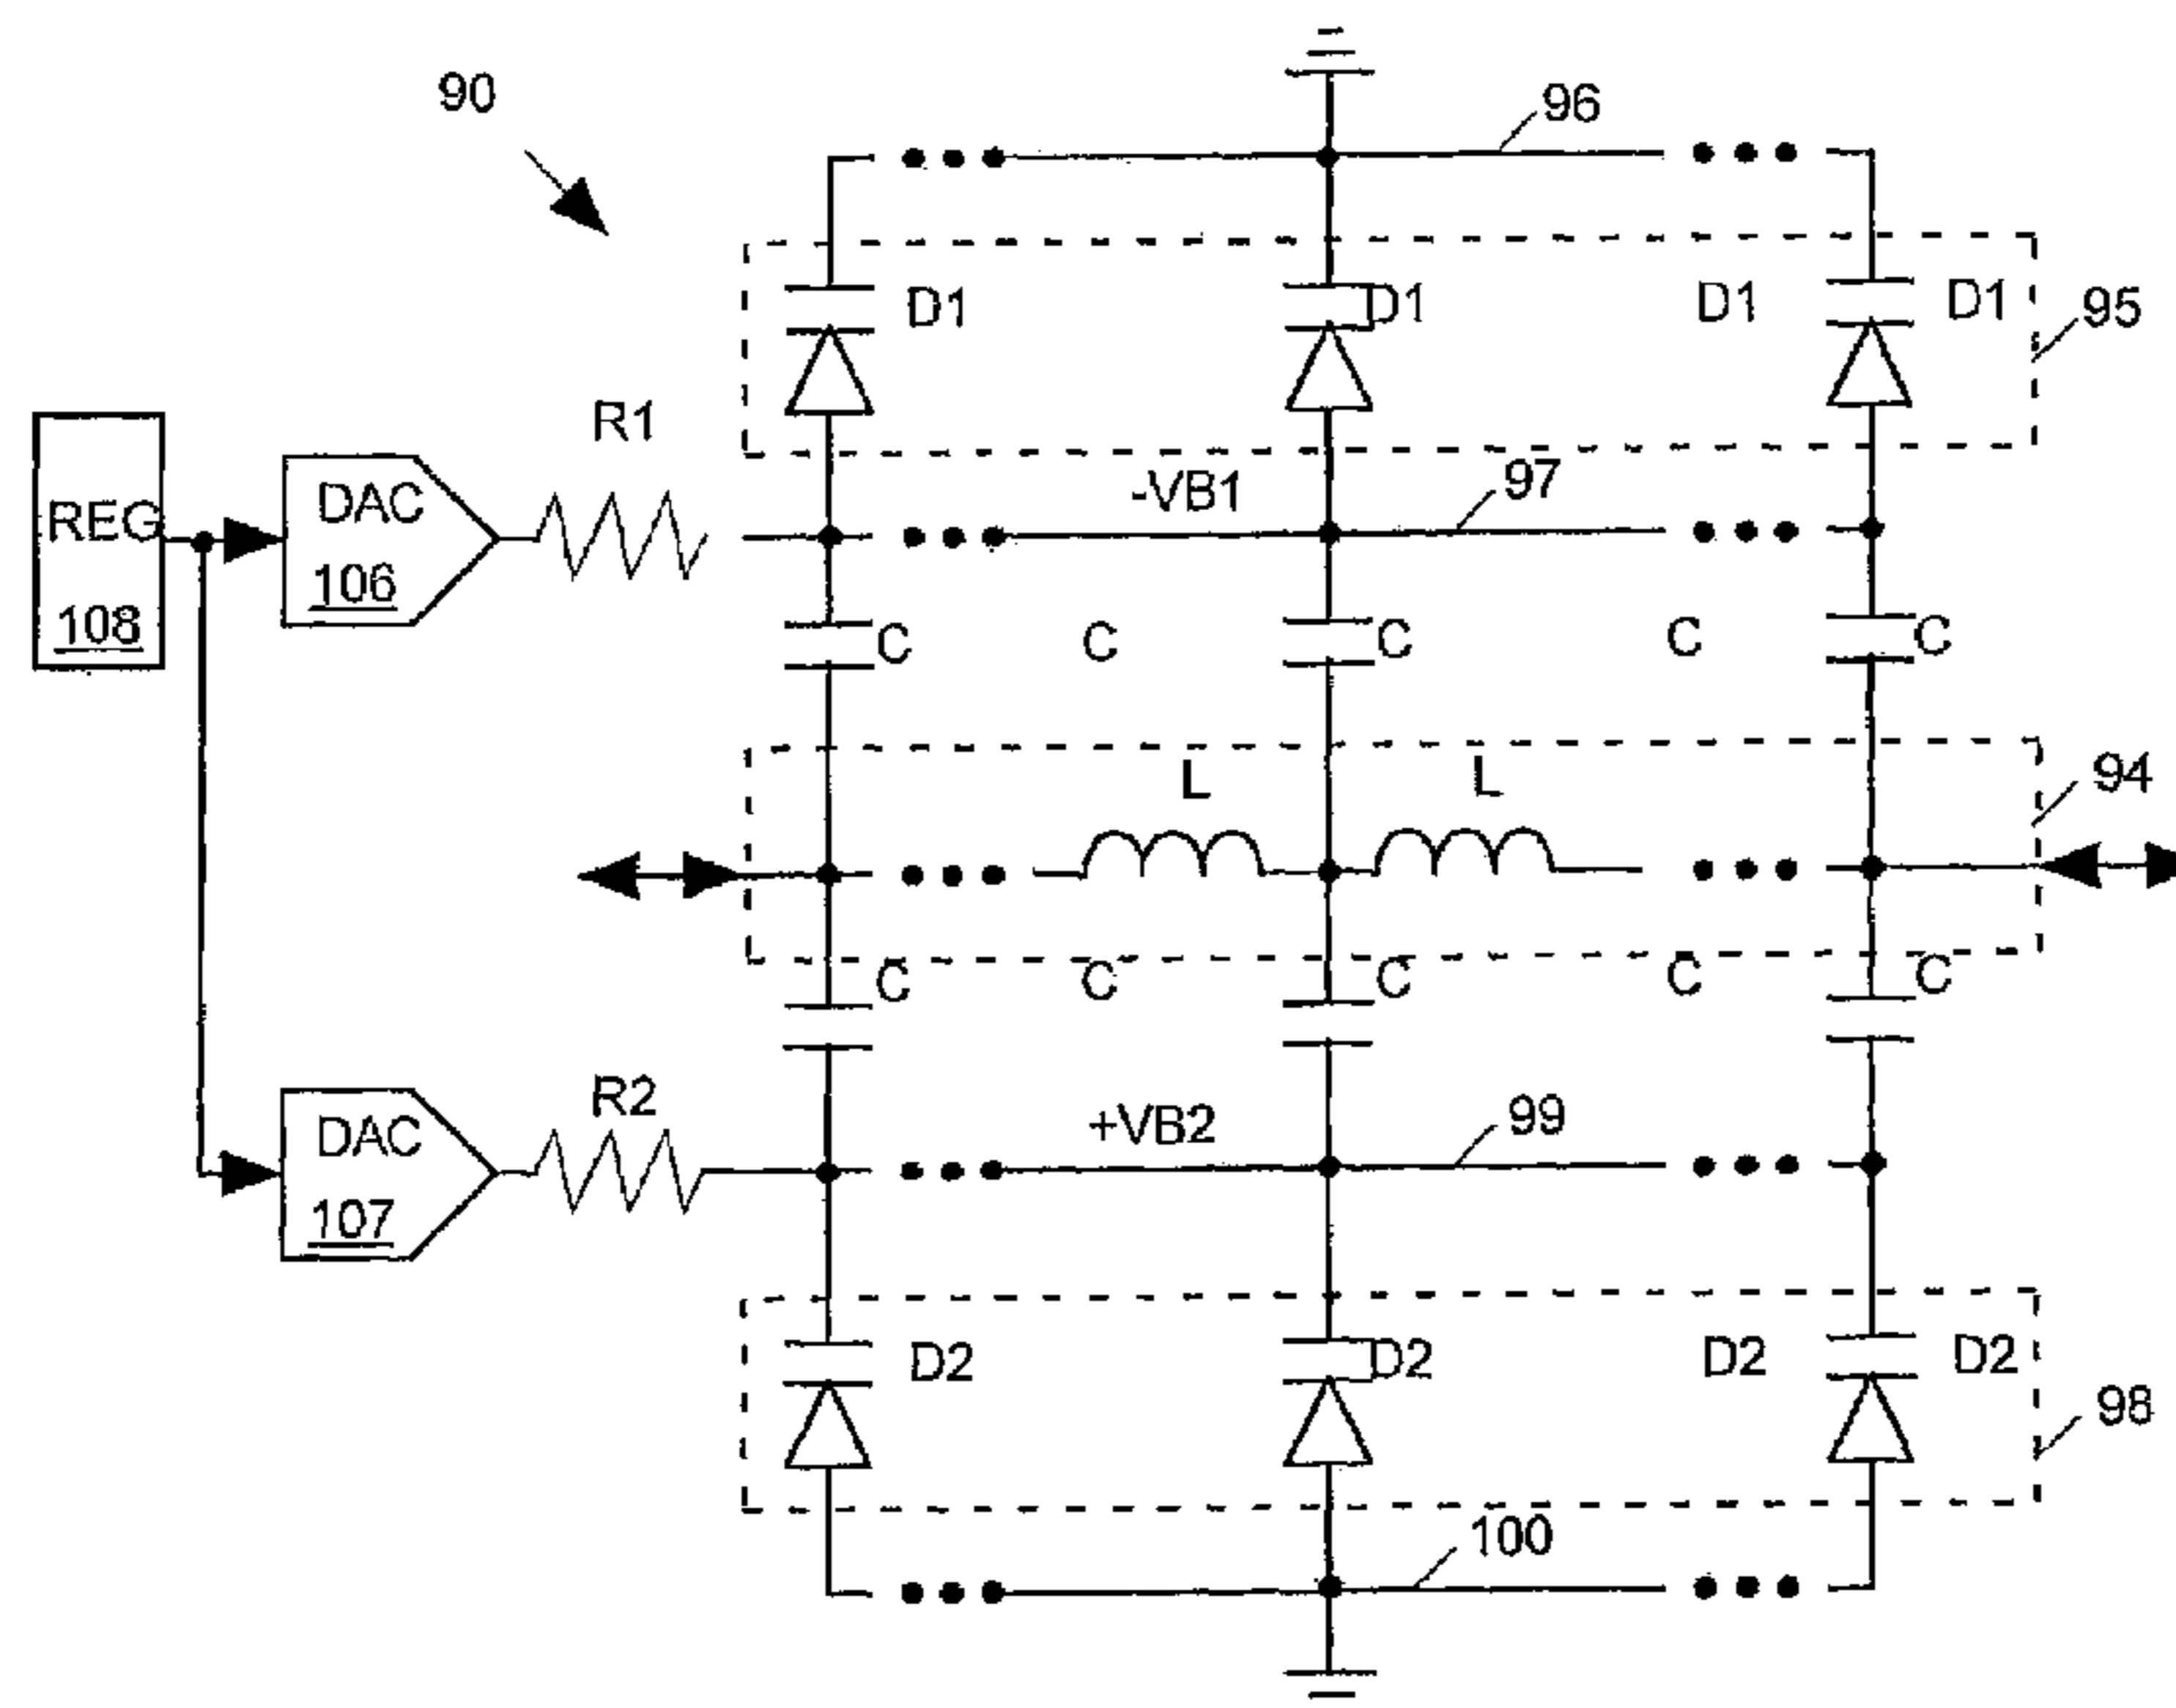 90
96
D1 D1 D1 D1
95
R1
REG
108
DAC
106
-VB1
97
C C C C C
L L
94
C C C C C
R2
DAC
107
+VB2
99
D2 D2 D2 D2
98
100